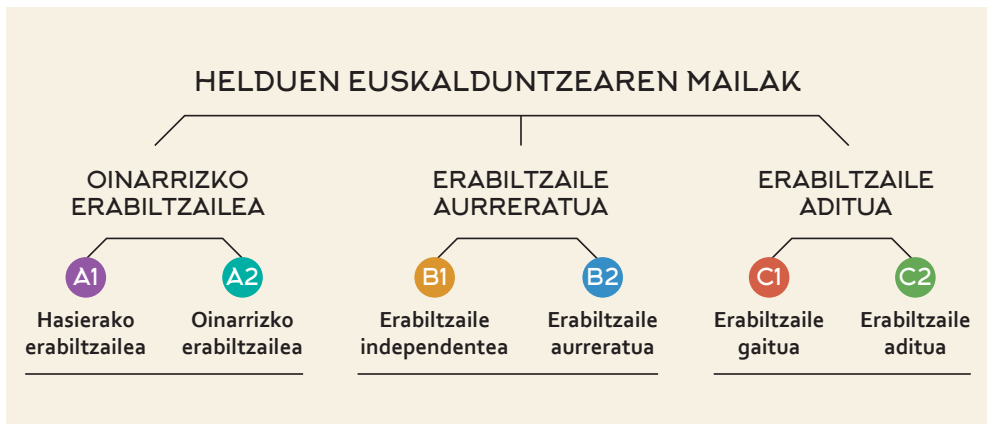 HELDUEN EUSKALDUNTZEAREN MAILAK
OINARRIZKO
ERABILTZAILEA
A1
Hasierako
erabiltzailea
A2
Oinarrizko
erabiltzailea
ERABILTZAILE
AURRERATUA
B1
Erabiltzaile
independentea
B2
Erabiltzaile
aurreratua
ERABILTZAILE
ADITUA
C1
Erabiltzaile
gaitua
C2
Erabiltzaile
aditua